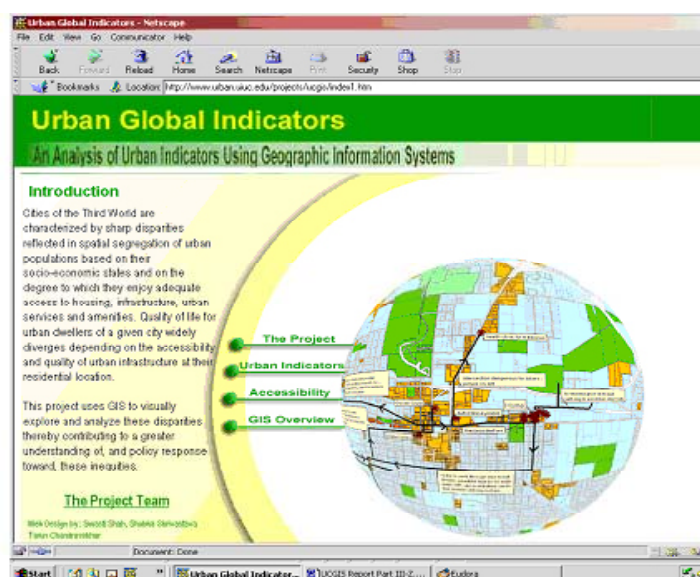 Urban Global Indicators - Netscape
File Edit View Go Communicator Help
Back Forward Reload Home Search Netscape Print Security Shop Stop
Bookmarks Location: http://www.urban.uiuc.edu/projects/ucgis/index1.htm
Urban Global Indicators
An Analysis of Urban Indicators Using Geographic Information Systems
Introduction
Cities of the Third World are
characterized by sharp disparities
reflected in spatial segregation of urban
populations based on their
socio-economic states and on the
degree to which they enjoy adequate
access to housing, infrastructure, urban
services and amenities. Quality of life for
urban dwellers of a given city widely
diverges depending on the accessibility
and quality of urban infrastructure at their
residential location.
This project uses GIS to visually
explore and analyze these disparities
thereby contributing to a greater
understanding of, and policy response
toward, these inequities.
The Project
Urban Indicators
Accessibility
GIS Overview
The Project Team
Web Design by: Swasti Shah,
Document: Done
Start
Urban Global Indicator...
UCGIS Report Part III-Z....
Eudora